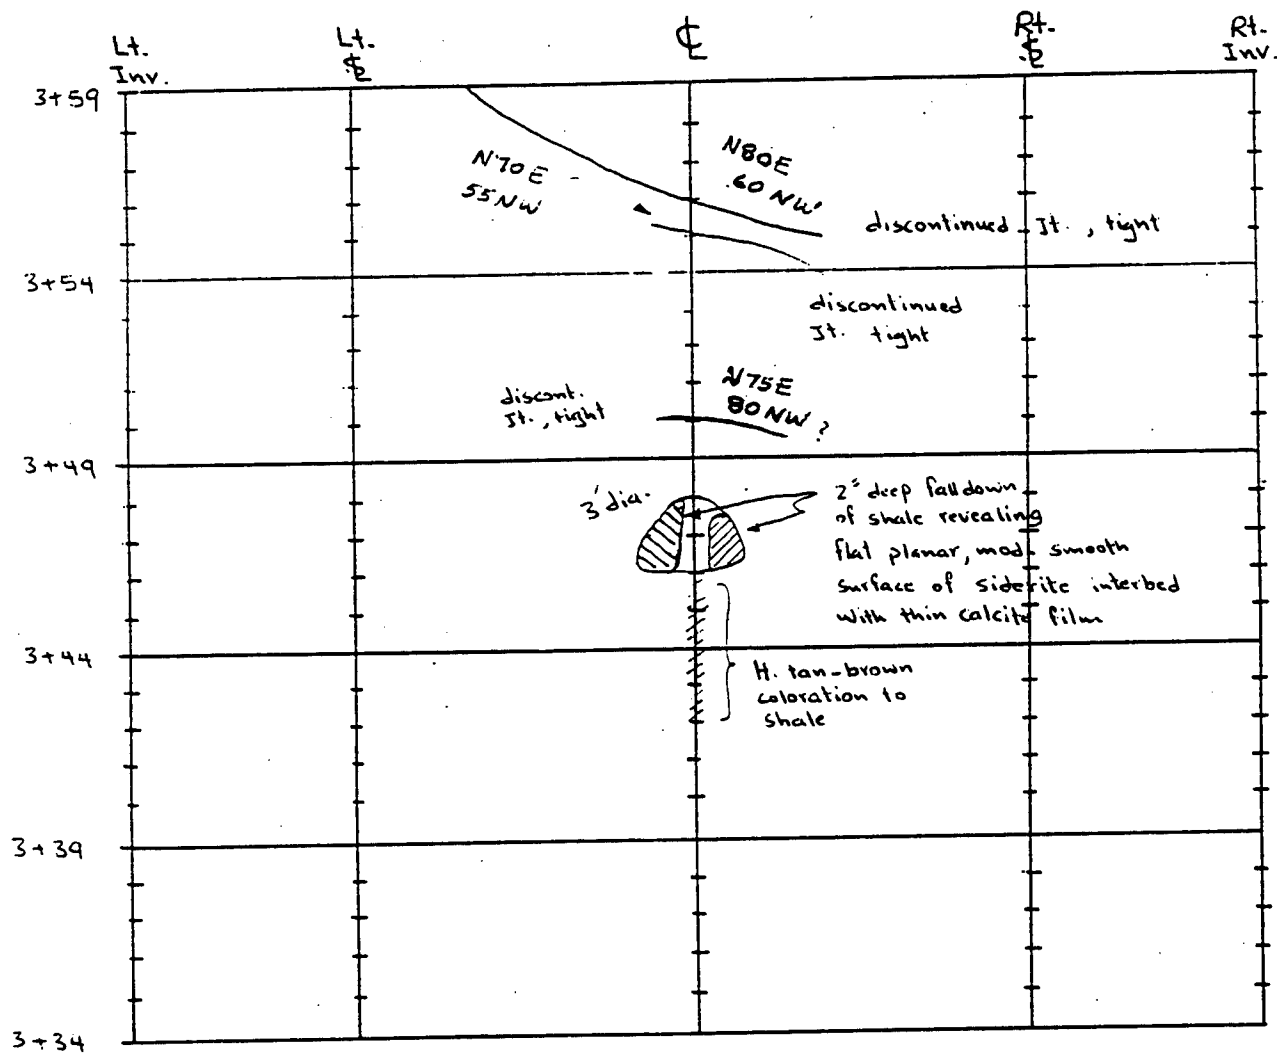 Lt.
Inv.
Lt.
℄
Rt.
Rt.
Inv.
3+59
N70E
55NW
N80E
60NW
discontinued Jt., tight
3+54
discontinued
Jt. tight
discont.
Jt., tight
N75E
80NW?
3+49
3' dia.
2" deep falldown
of shale revealing
flat planar, mod. smooth
surface of siderite interbed
with thin calcite film
3+44
tan-brown
coloration to
shale
3+39
3+34